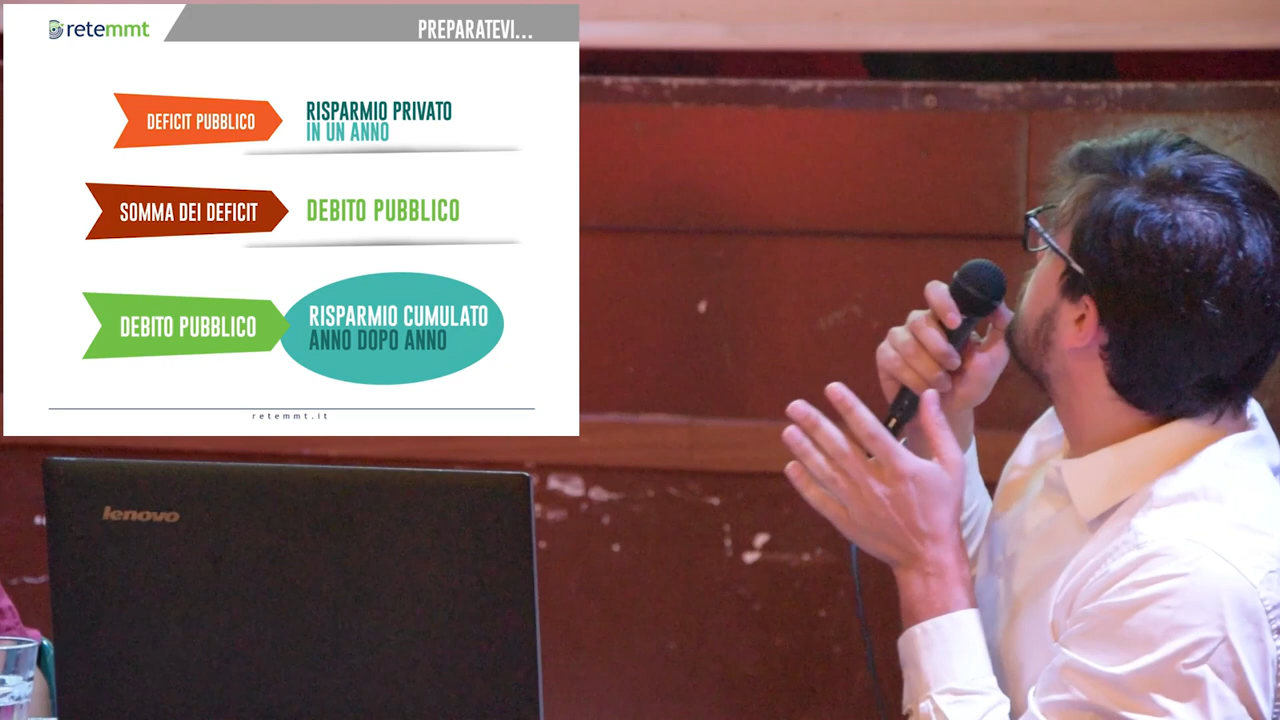 retemmt
PREPARATEVI...
DEFICIT PUBBLICO
RISPARMIO PRIVATO
IN UN ANNO
SOMMA DEI DEFICIT
DEBITO PUBBLICO
DEBITO PUBBLICO
RISPARMIO CUMULATO
ANNO DOPO ANNO
retemmt.it
lenovo